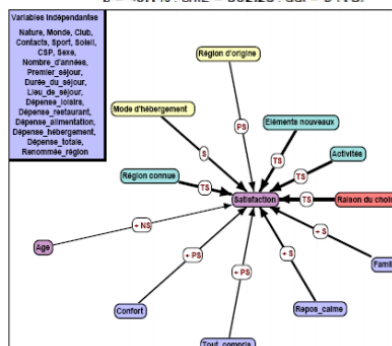 Variables Indépendantes
Nature, Monde, Club,
Contacts, Sport, Soleil,
CSP, Sexe,
Nombre_d'années,
Premier_séjour,
Durée_du_séjour,
Lieu_de_séjour,
Dépense_loisirs,
Dépense_restaurant,
Dépense_alimentation,
Dépense_hébergement,
Dépense_totale,
Renommée_région
Région d'origine
Mode d'hébergement
PS
Eléments nouveaux
S
TS
Activités
Région connue
TS
TS
Satisfaction
TS
Raison du choix
Age
+ NS
+ S
+ PS
+ PS
+ S
Famil
Confort
Repos_calme
Tout_compris